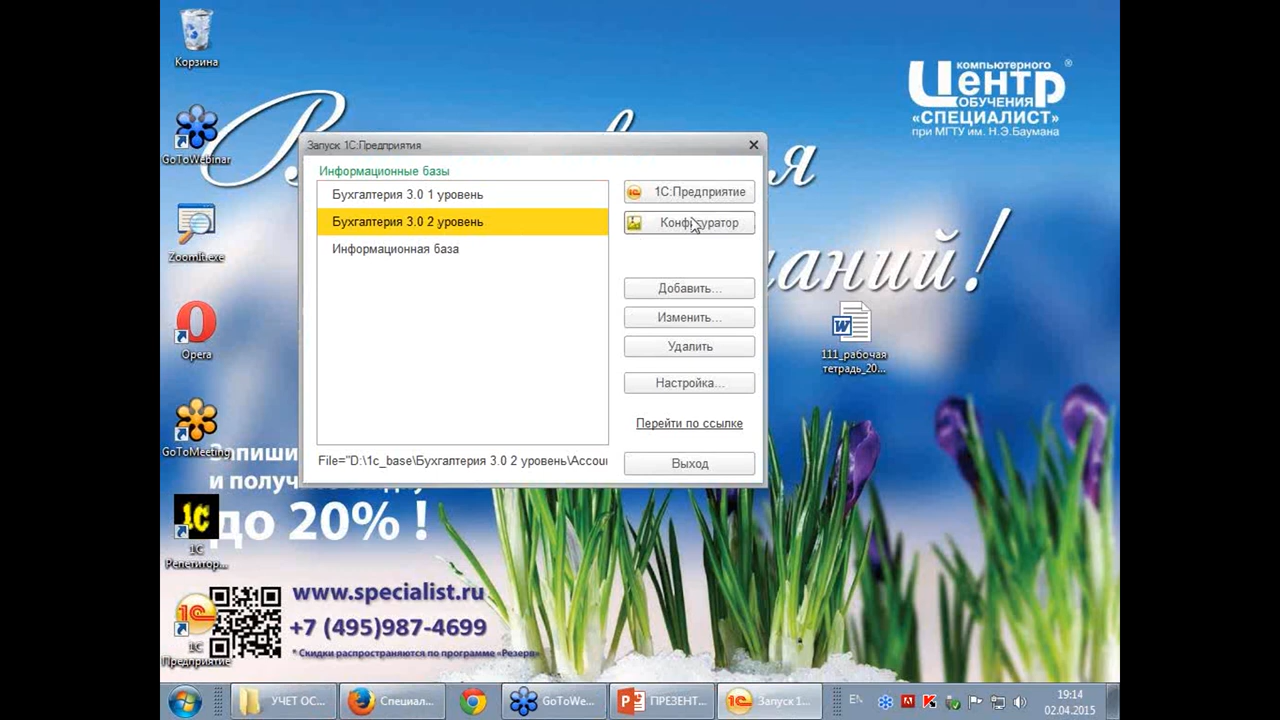 Корзина
GoToWebinar
ZoomIt.exe
Opera
GoToMeeting
1С
Репетитор...
1С
Предприятие
компьютерного
Центр
®
ОБУЧЕНИЯ
«СПЕЦИАЛИСТ»
при МГТУ им. Н.Э.Баумана
Запуск 1С:Предприятия
Информационные базы
Бухгалтерия 3.0 1 уровень
Бухгалтерия 3.0 2 уровень
Информационная база
1С:Предприятие
Конфигуратор
Добавить...
Изменить...
Удалить
Настройка...
Перейти по ссылке
File="D:\1c_base\Бухгалтерия 3.0 2 уровень\Accou
Выход
111_рабочая
тетрадь_20...
до 20% !
www.specialist.ru
+7 (495)987-4699
* Скидки распространяются по программе «Резерв»
УЧЕТ ОС...
Специал...
GoToWe...
ПРЕЗЕНТ...
Запуск 1...
EN
19:14
02.04.2015